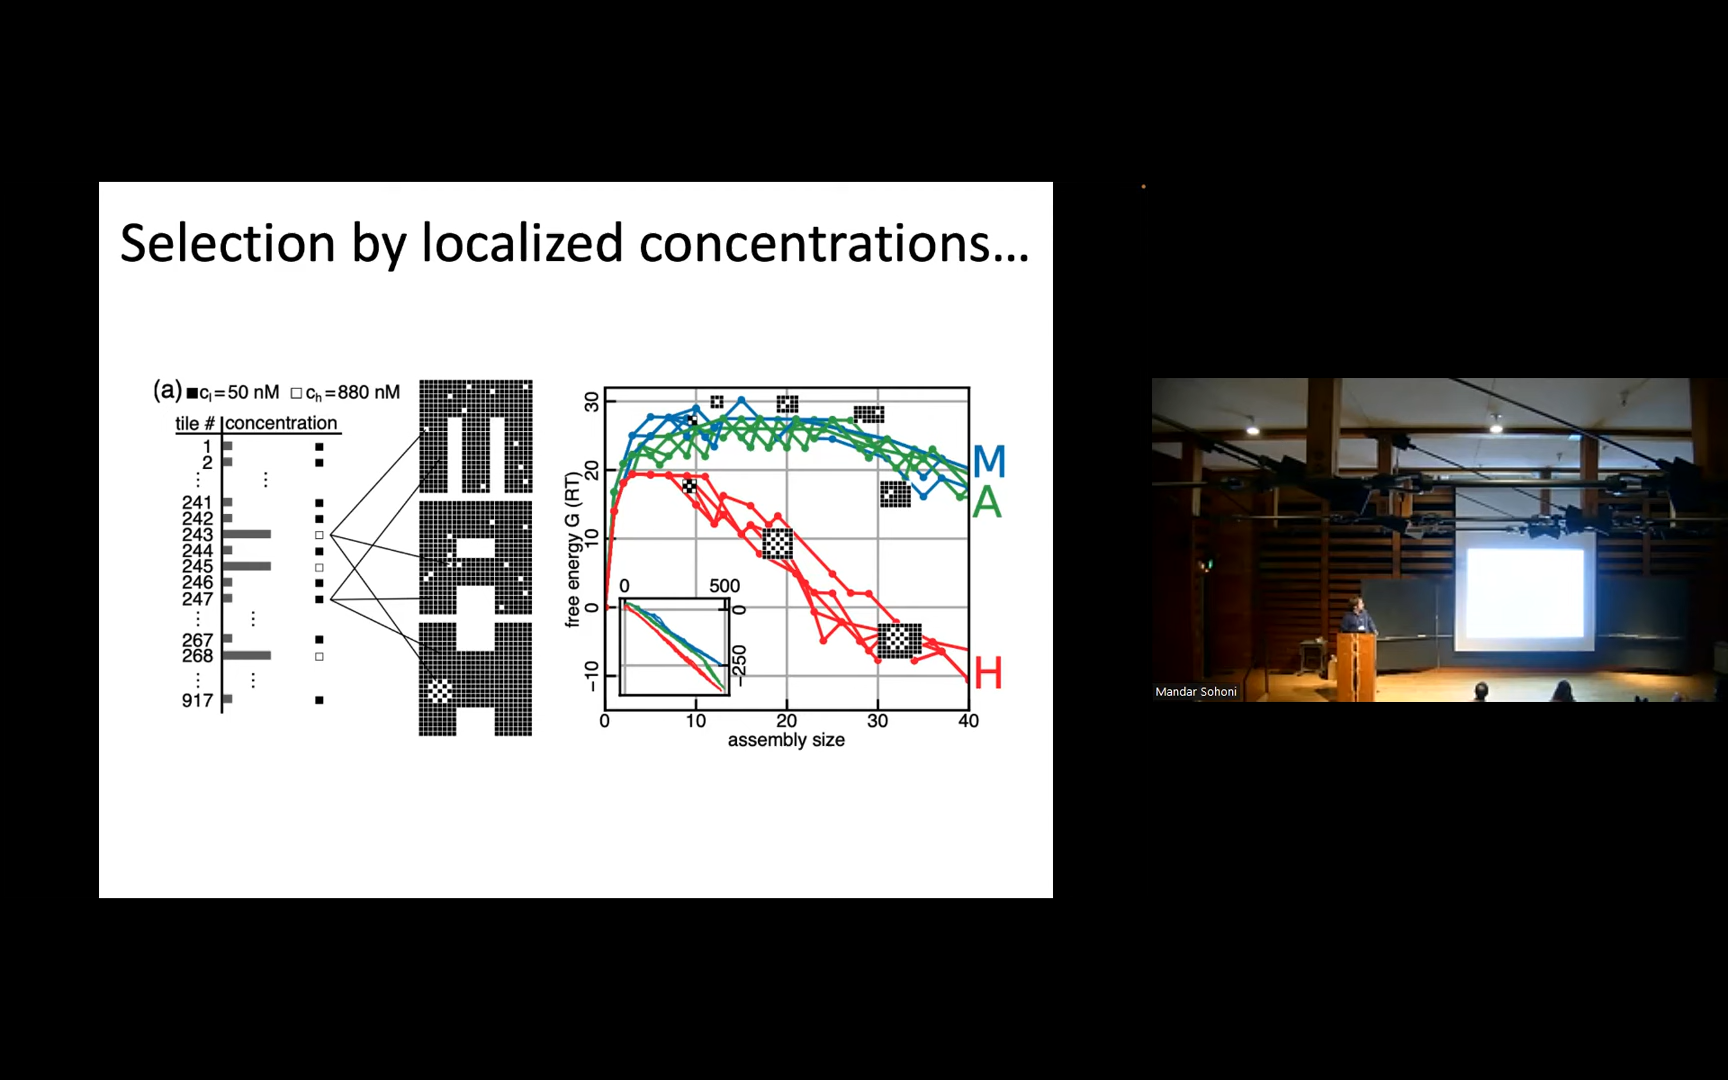 Selection by localized concentrations...
(a) ■ cl = 50 nM □ ch = 880 nM
tile # concentration
1
2
241
242
243
244
245
246
247
267
268
917
free energy G (RT)
30
20
10
0
−10
0 10 20 30 40
assembly size
0 500
0
−250
M
A
H
Mandar Sohoni